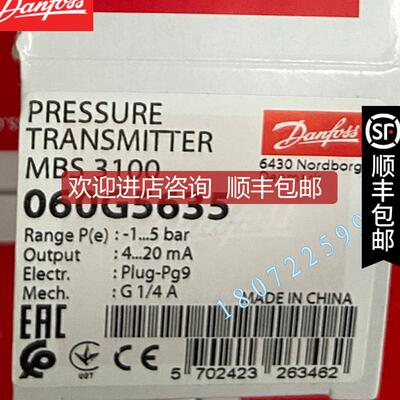 Danfoss
PRESSURE
TRANSMITTER
MBS 3100
Danfoss
6430 Nordborg
欢迎进店咨询 顺丰包邮
060G5635
Range P(e) : -1...5 bar
Output : 4...20 mA
Electr. : Plug-Pg9
Mech. : G 1/4 A
MADE IN CHINA
EAC
UDT
5 702423 263462
SF
顺丰包邮